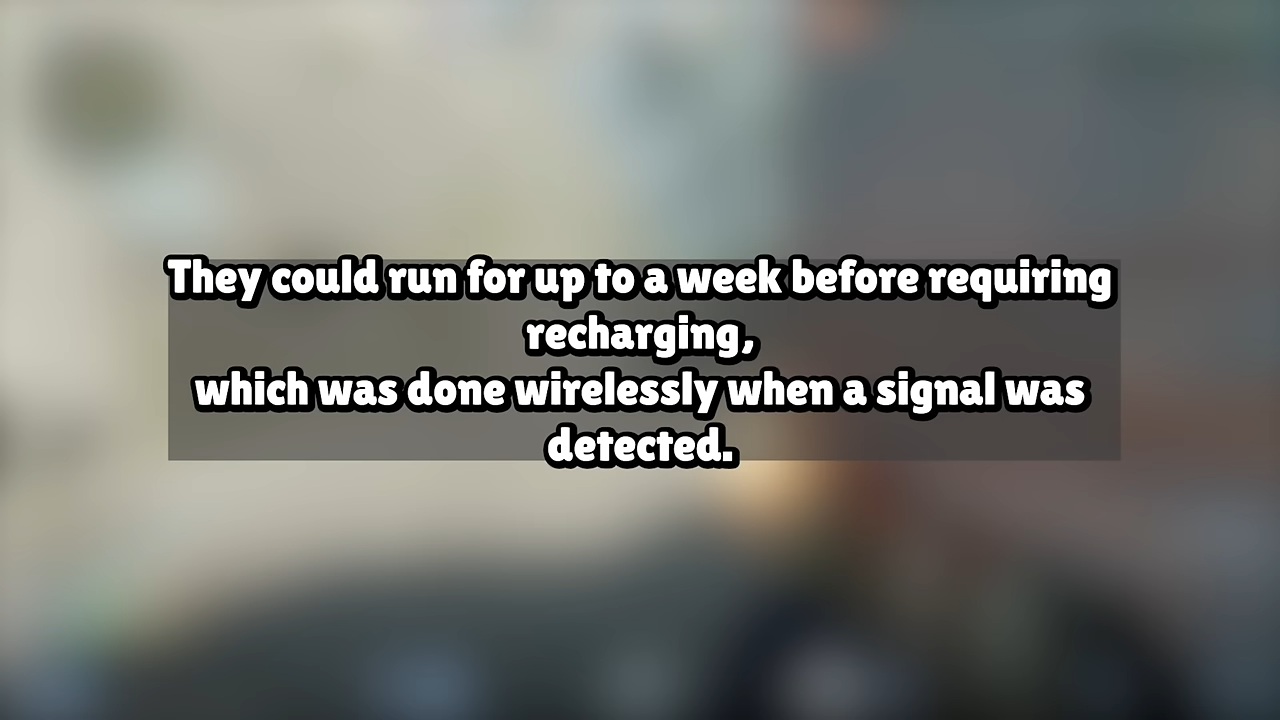 They could run for up to a week before requiring
recharging,
which was done wirelessly when a signal was
detected.